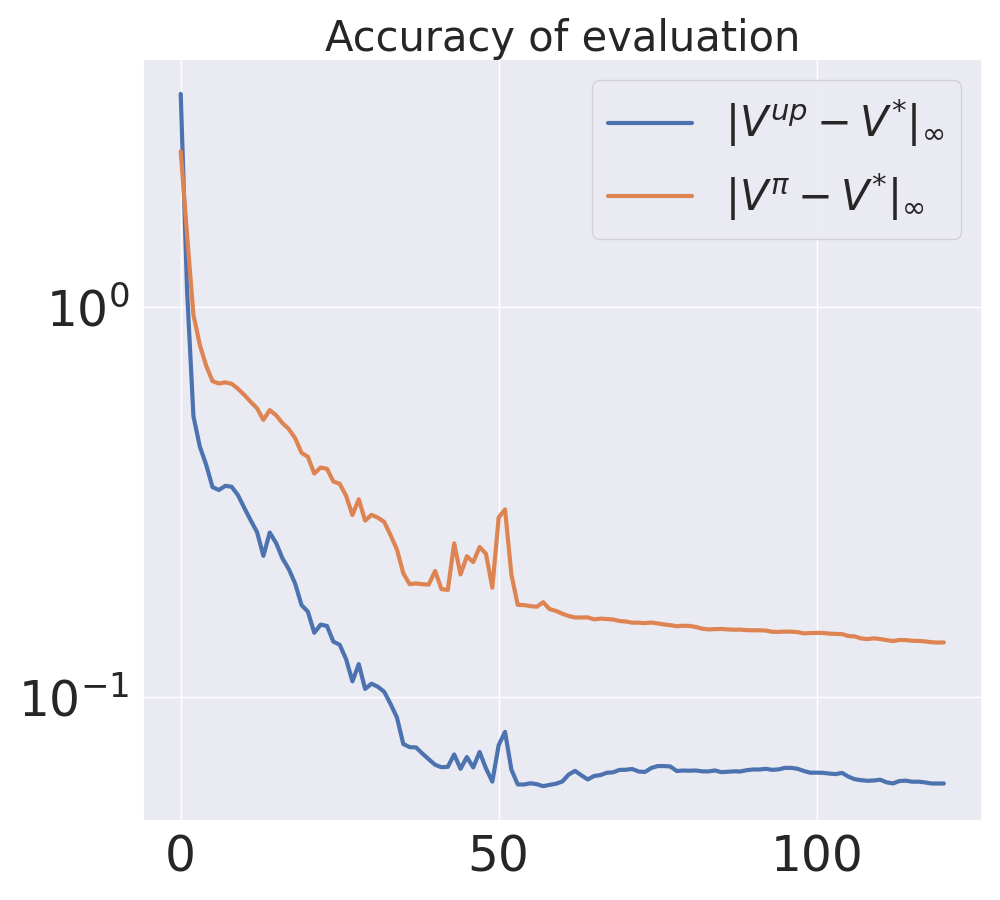 Accuracy of evaluation
|V^{up} − V^*|_∞
|V^π − V^*|_∞
10^0
10^{−1}
0 50 100